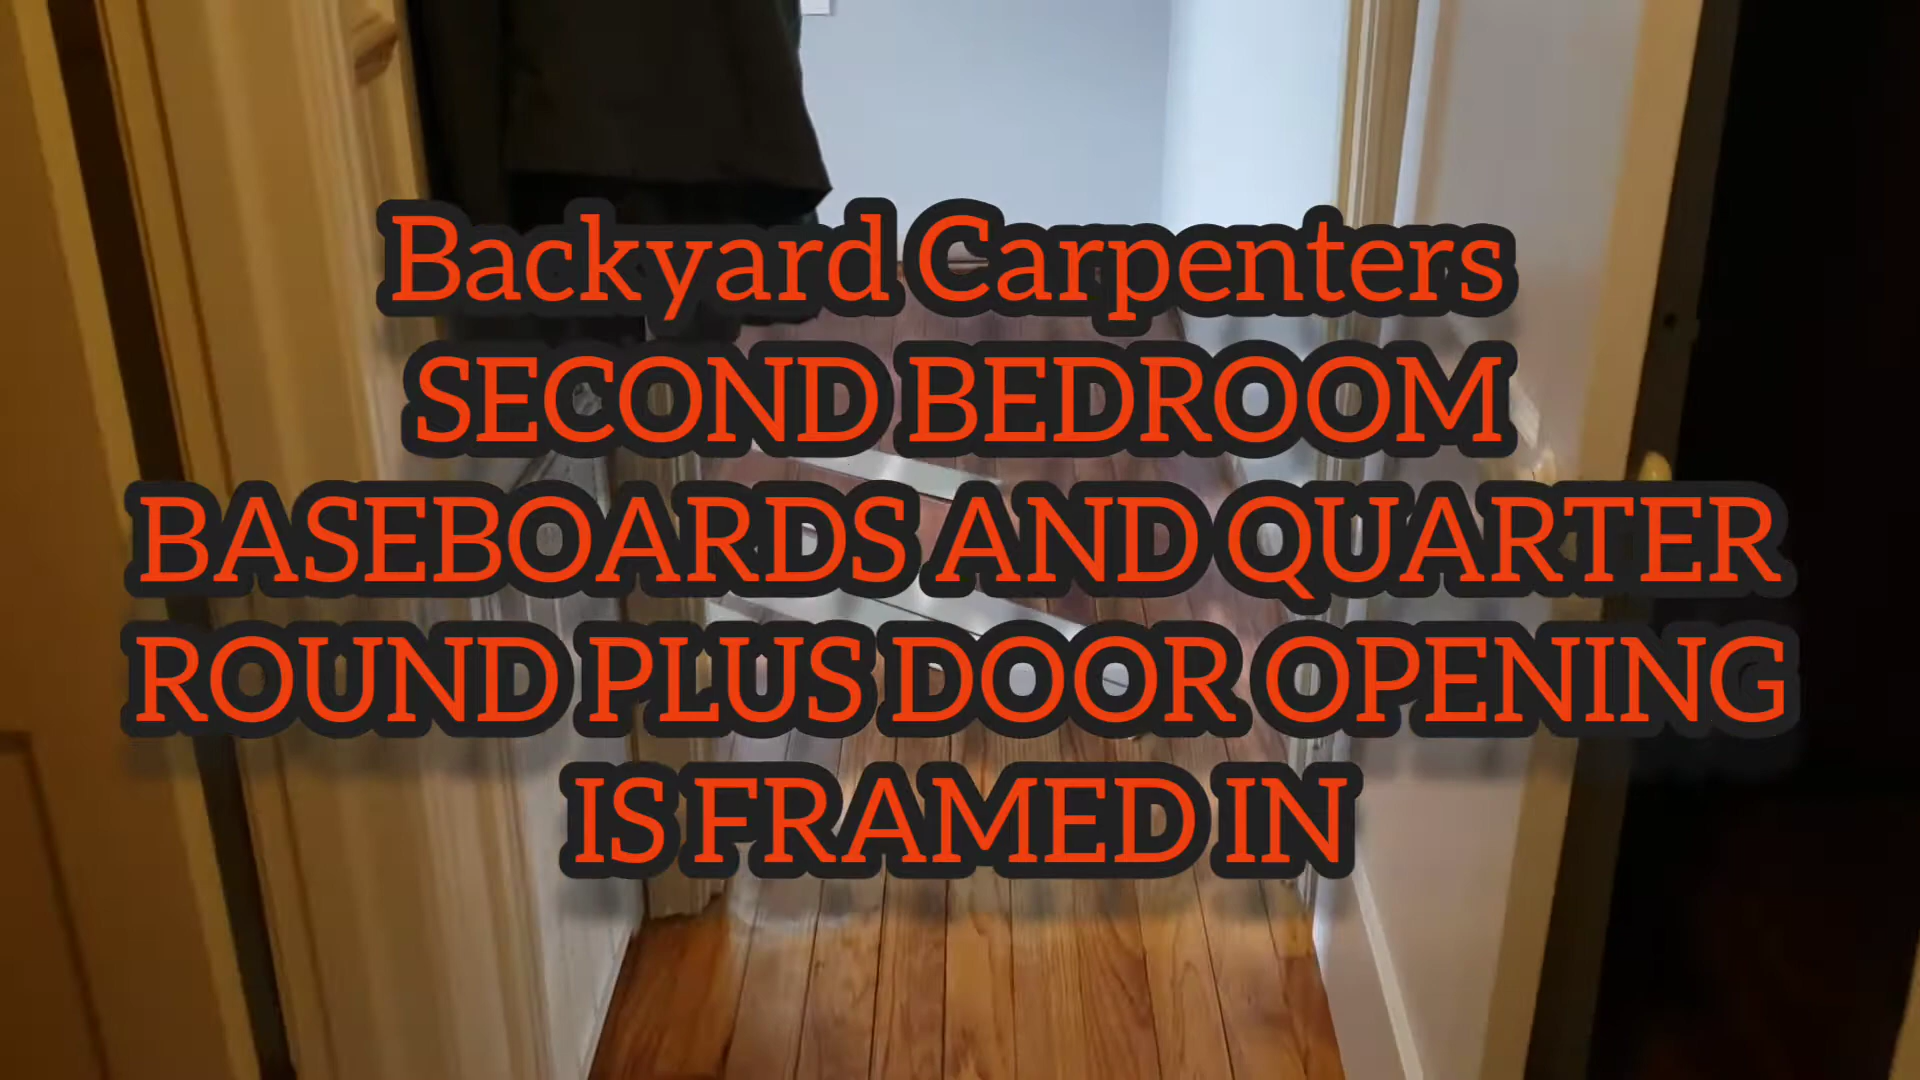 Backyard Carpenters
SECOND BEDROOM
BASEBOARDS AND QUARTER
ROUND PLUS DOOR OPENING
IS FRAMED IN